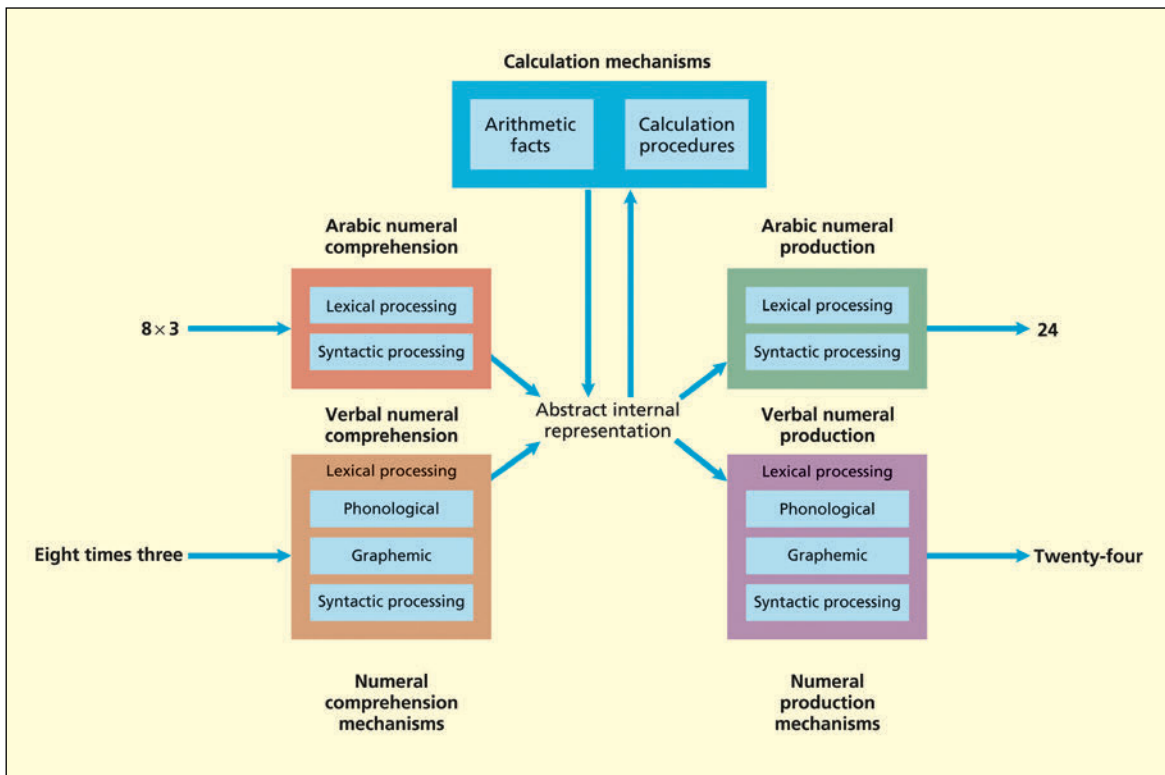 Calculation mechanisms
Arithmetic
facts
Calculation
procedures
Arabic numeral
comprehension
Lexical processing
Syntactic processing
8 × 3
Arabic numeral
production
Lexical processing
Syntactic processing
24
Abstract internal
representation
Verbal numeral
comprehension
Lexical processing
Phonological
Graphemic
Syntactic processing
Eight times three
Verbal numeral
production
Lexical processing
Phonological
Graphemic
Syntactic processing
Twenty-four
Numeral
comprehension
mechanisms
Numeral
production
mechanisms